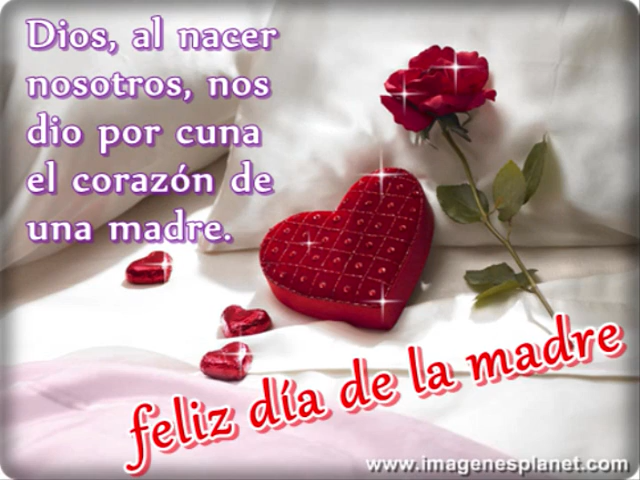 Dios, al nacer
nosotros, nos
dio por cuna
el corazón de
una madre.
feliz día de la madre
www.imagenesplanet.com